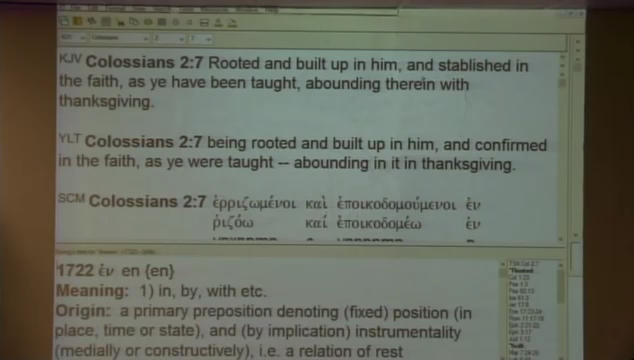 KJV Colossians 2:7 Rooted and built up in him, and stablished in
the faith, as ye have been taught, abounding therein with
thanksgiving.
YLT Colossians 2:7 being rooted and built up in him, and confirmed
in the faith, as ye were taught -- abounding in it in thanksgiving.
SCM Colossians 2:7 ἐρριζωμένοι καὶ ἐποικοδομούμενοι ἐν
ῥιζόω καί ἐποικοδομέω ἐν
1722 ἐν en {en}
Meaning: 1) in, by, with etc.
Origin: a primary preposition denoting (fixed) position (in
place, time or state), and (by implication) instrumentality
(medially or constructively), i.e. a relation of rest